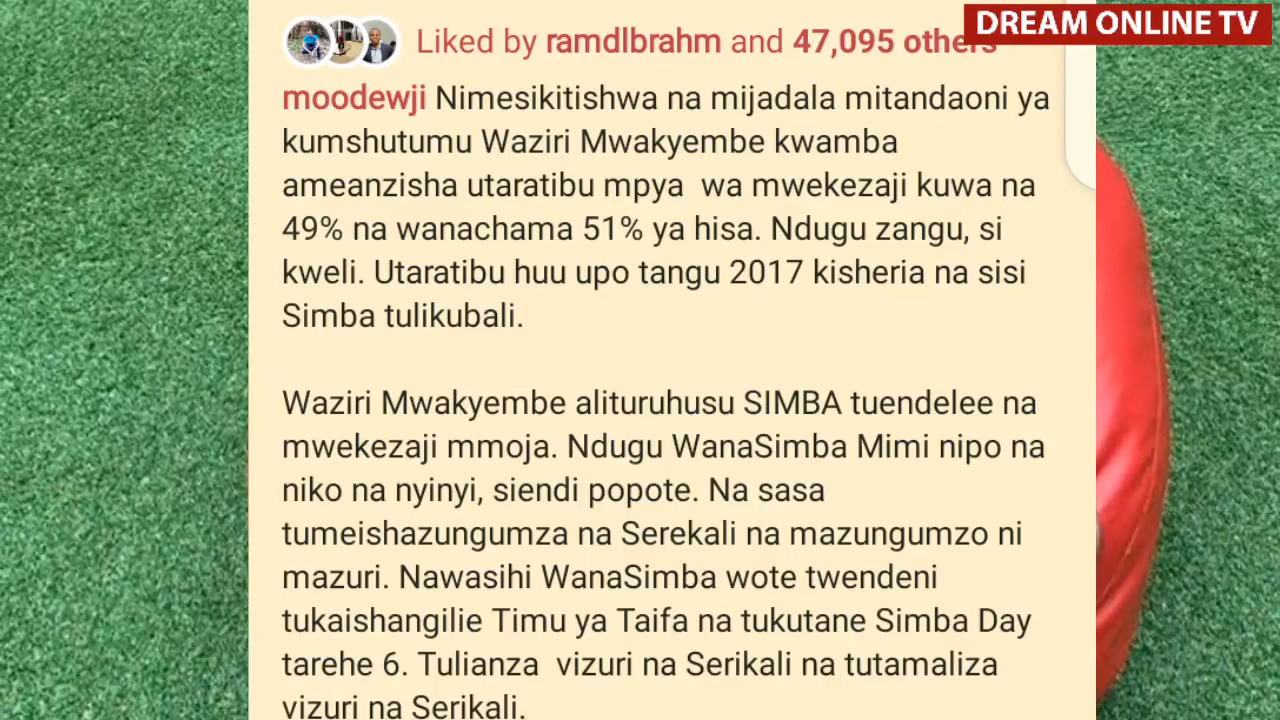 DREAM ONLINE TV
Liked by ramdlbrahm and 47,095 others
moodewji Nimesikitishwa na mijadala mitandaoni ya
kumshutumu Waziri Mwakyembe kwamba
ameanzisha utaratibu mpya wa mwekezaji kuwa na
49% na wanachama 51% ya hisa. Ndugu zangu, si
kweli. Utaratibu huu upo tangu 2017 kisheria na sisi
Simba tulikubali.
Waziri Mwakyembe alituruhusu SIMBA tuendelee na
mwekezaji mmoja. Ndugu WanaSimba Mimi nipo na
niko na nyinyi, siendi popote. Na sasa
tumeishazungumza na Serekali na mazungumzo ni
mazuri. Nawasihi WanaSimba wote twendeni
tukaishangilie Timu ya Taifa na tukutane Simba Day
tarehe 6. Tulianza vizuri na Serikali na tutamaliza
vizuri na Serikali.